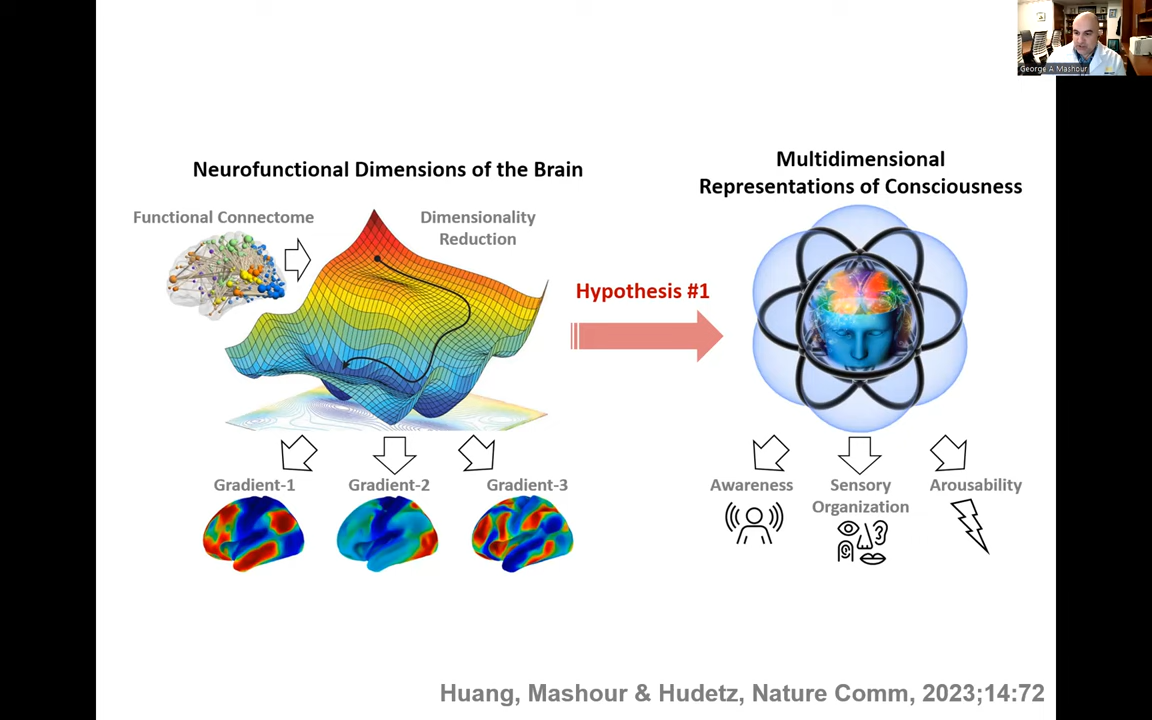 George A Mashour
Neurofunctional Dimensions of the Brain
Functional Connectome
Dimensionality
Reduction
Gradient-1
Gradient-2
Gradient-3
Hypothesis #1
Multidimensional
Representations of Consciousness
Awareness
Sensory
Organization
Arousability
Huang, Mashour & Hudetz, Nature Comm, 2023;14:72